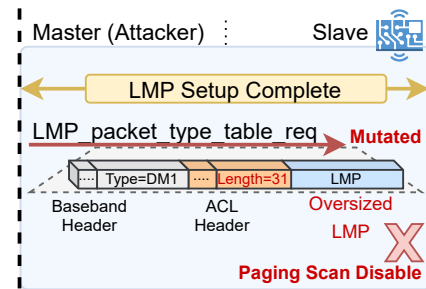 Master (Attacker) Slave
LMP Setup Complete
LMP_packet_type_table_req Mutated
.... Type=DM1 .... Length=31 LMP
Baseband Header ACL Header Oversized LMP
Paging Scan Disable